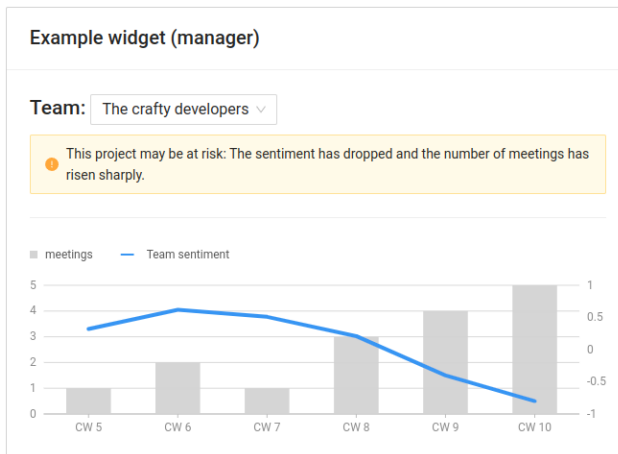 Example widget (manager)
Team: The crafty developers
This project may be at risk: The sentiment has dropped and the number of meetings has
risen sharply.
meetings Team sentiment
5 1
4 0.5
3 0
2 -0.5
1 -1
0
CW 5 CW 6 CW 7 CW 8 CW 9 CW 10